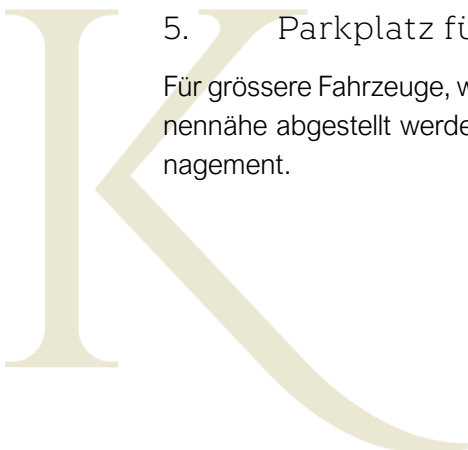 5. Parkplatz fü
Für grössere Fahrzeuge, w
nennähe abgestellt werde
nagement.
K